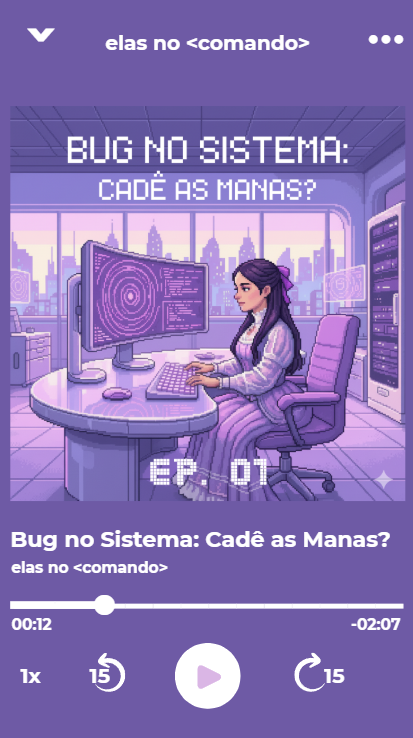 elas no <comando>
BUG NO SISTEMA:
CADÊ AS MANAS?
EP. 01
Bug no Sistema: Cadê as Manas?
elas no <comando>
00:12 -02:07
1x 15 15